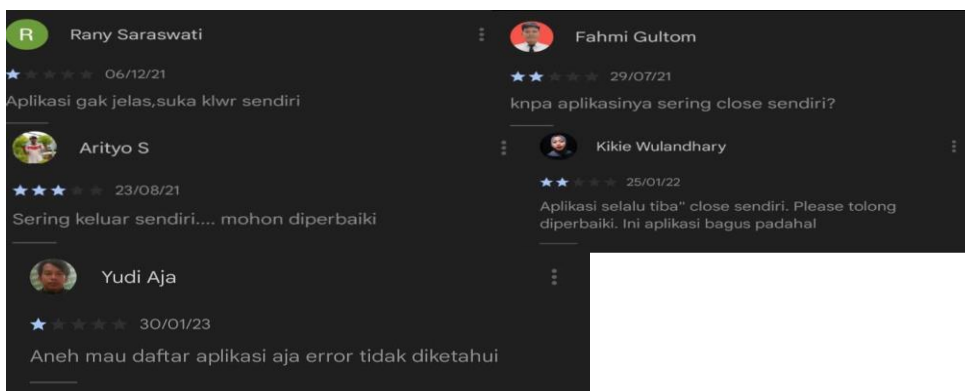 R Rany Saraswati
06/12/21
Aplikasi gak jelas,suka klwr sendiri
Fahmi Gultom
29/07/21
knpa aplikasinya sering close sendiri?
Arityo S
23/08/21
Sering keluar sendiri.... mohon diperbaiki
Kikie Wulandhary
25/01/22
Aplikasi selalu tiba" close sendiri. Please tolong
diperbaiki. Ini aplikasi bagus padahal
Yudi Aja
30/01/23
Aneh mau daftar aplikasi aja error tidak diketahui